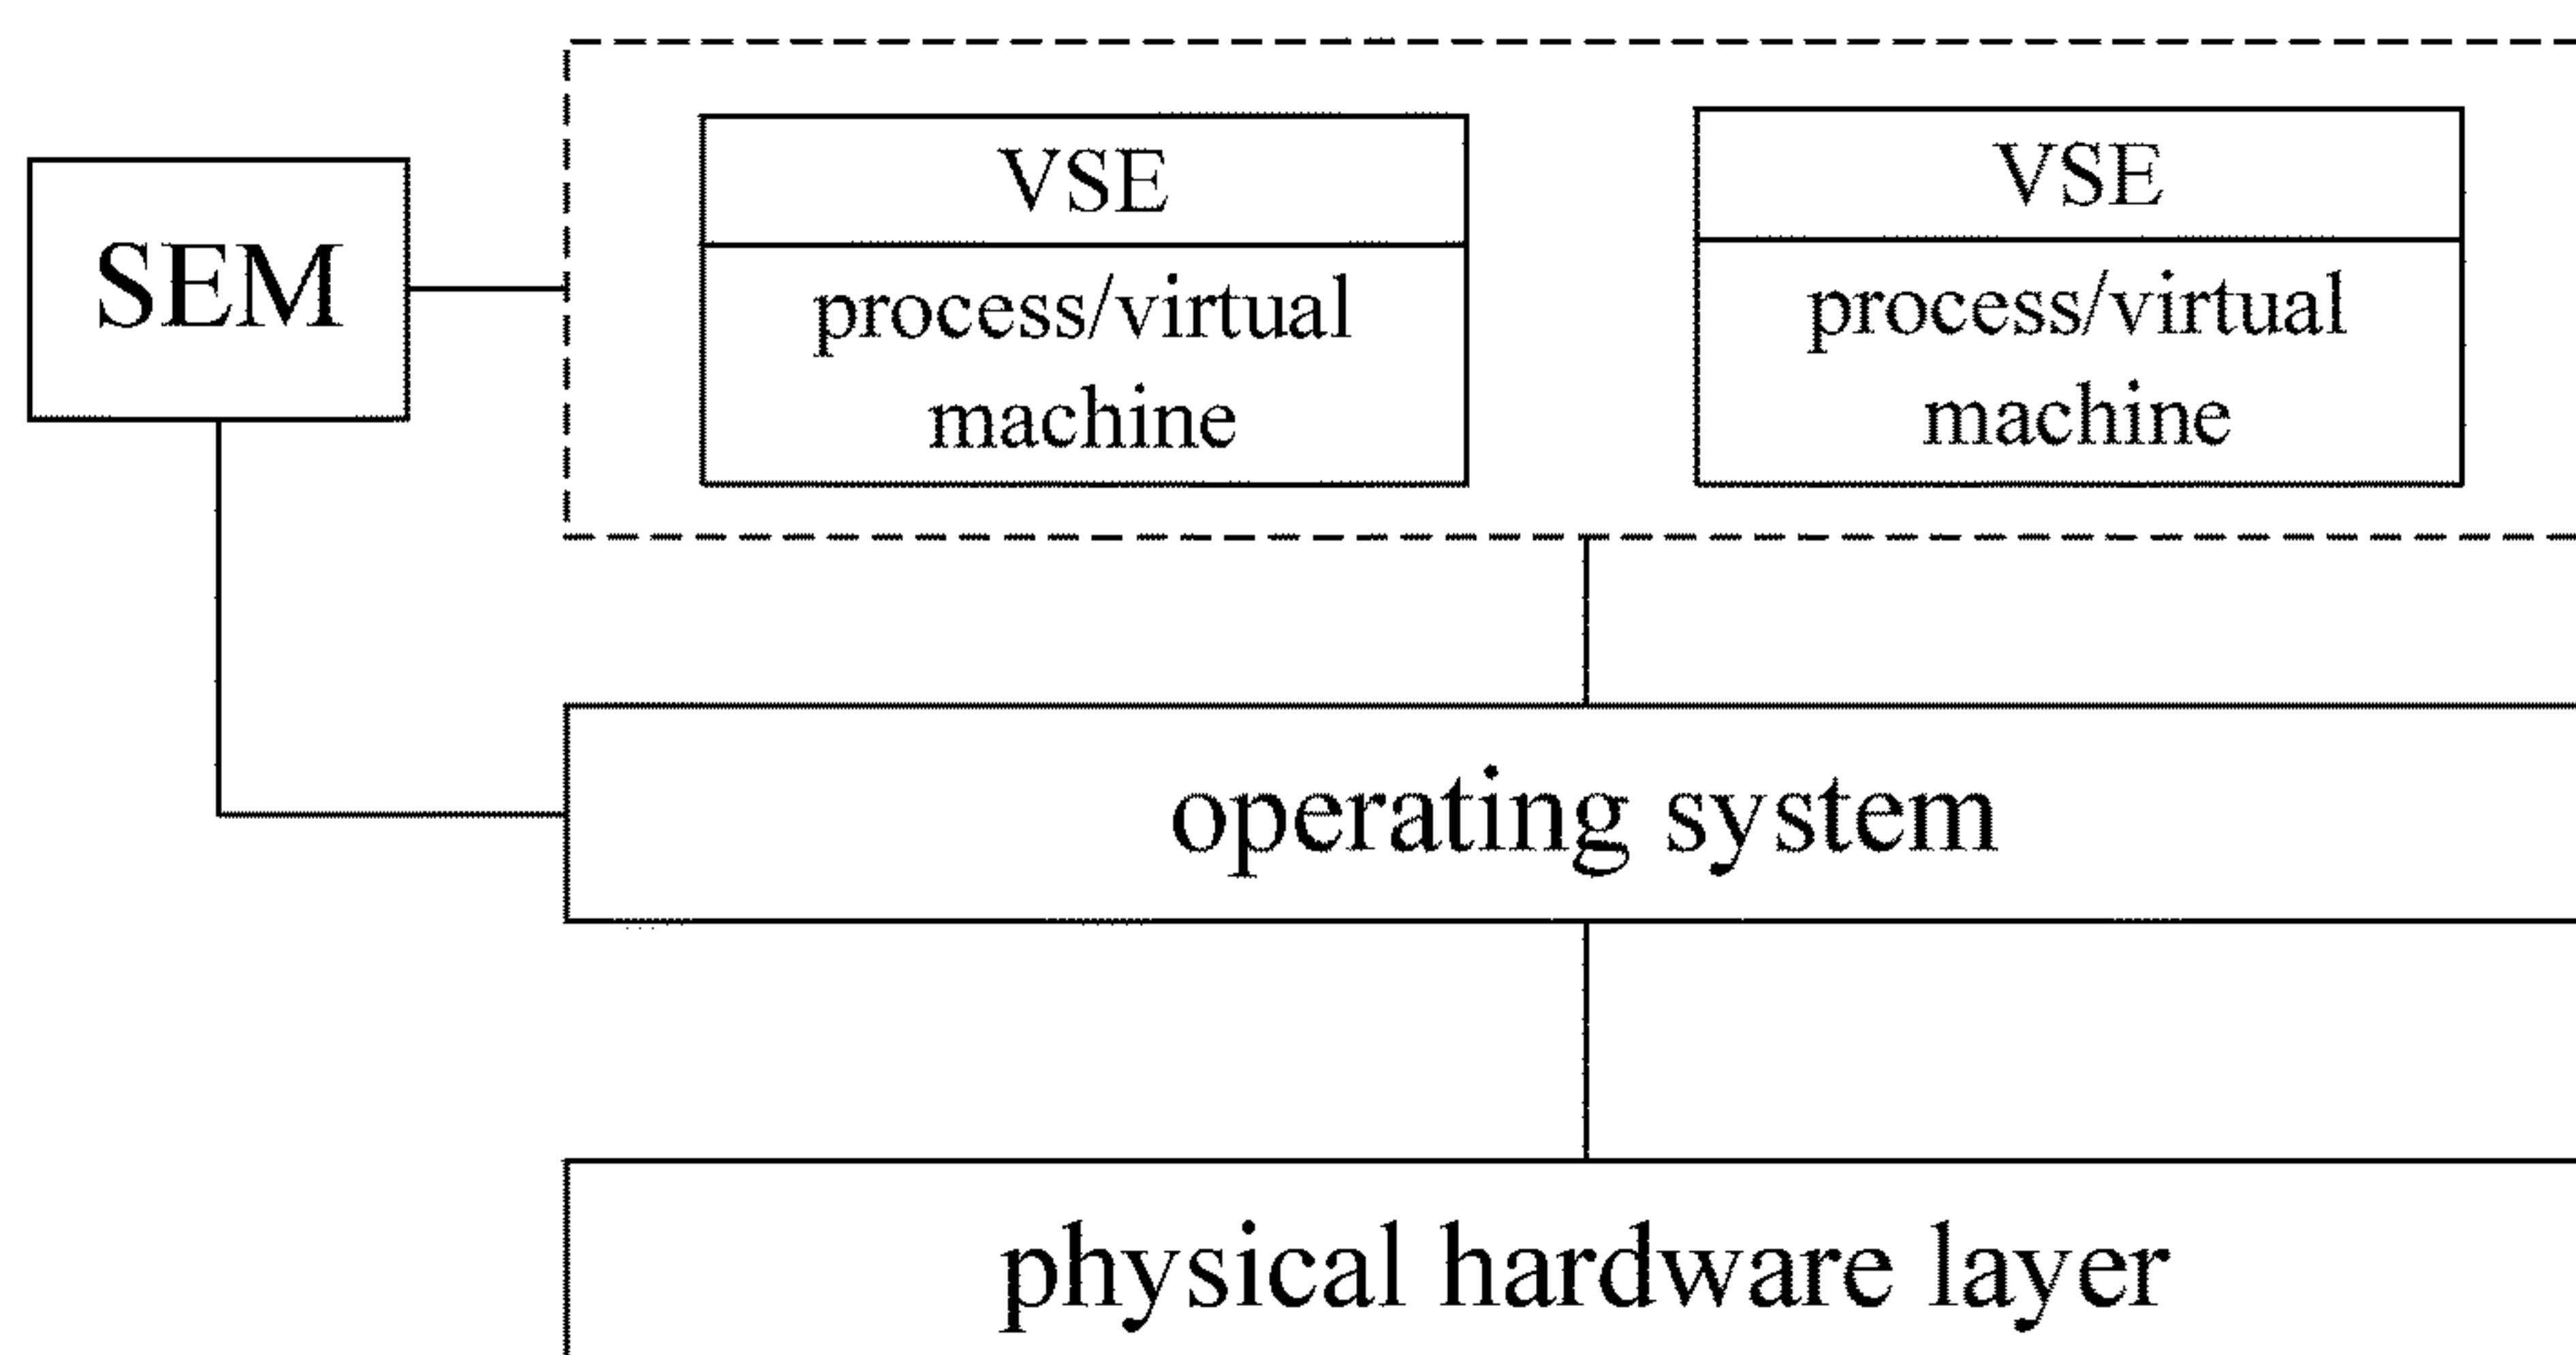 SEM
VSE
process/virtual
machine
VSE
process/virtual
machine
operating system
physical hardware layer